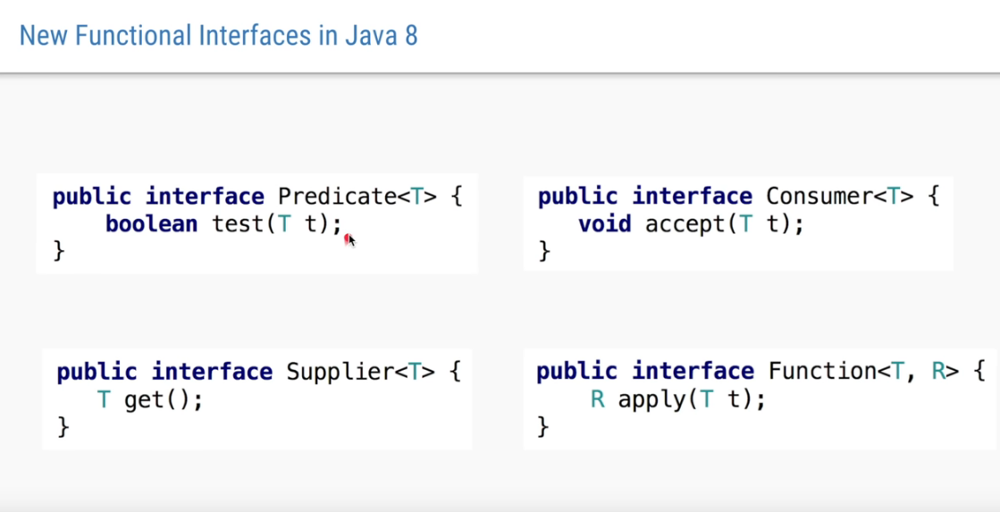 New Functional Interfaces in Java 8
public interface Predicate<T> {
    boolean test(T t);
}
public interface Consumer<T> {
   void accept(T t);
}
public interface Supplier<T> {
   T get();
}
public interface Function<T, R> {
    R apply(T t);
}